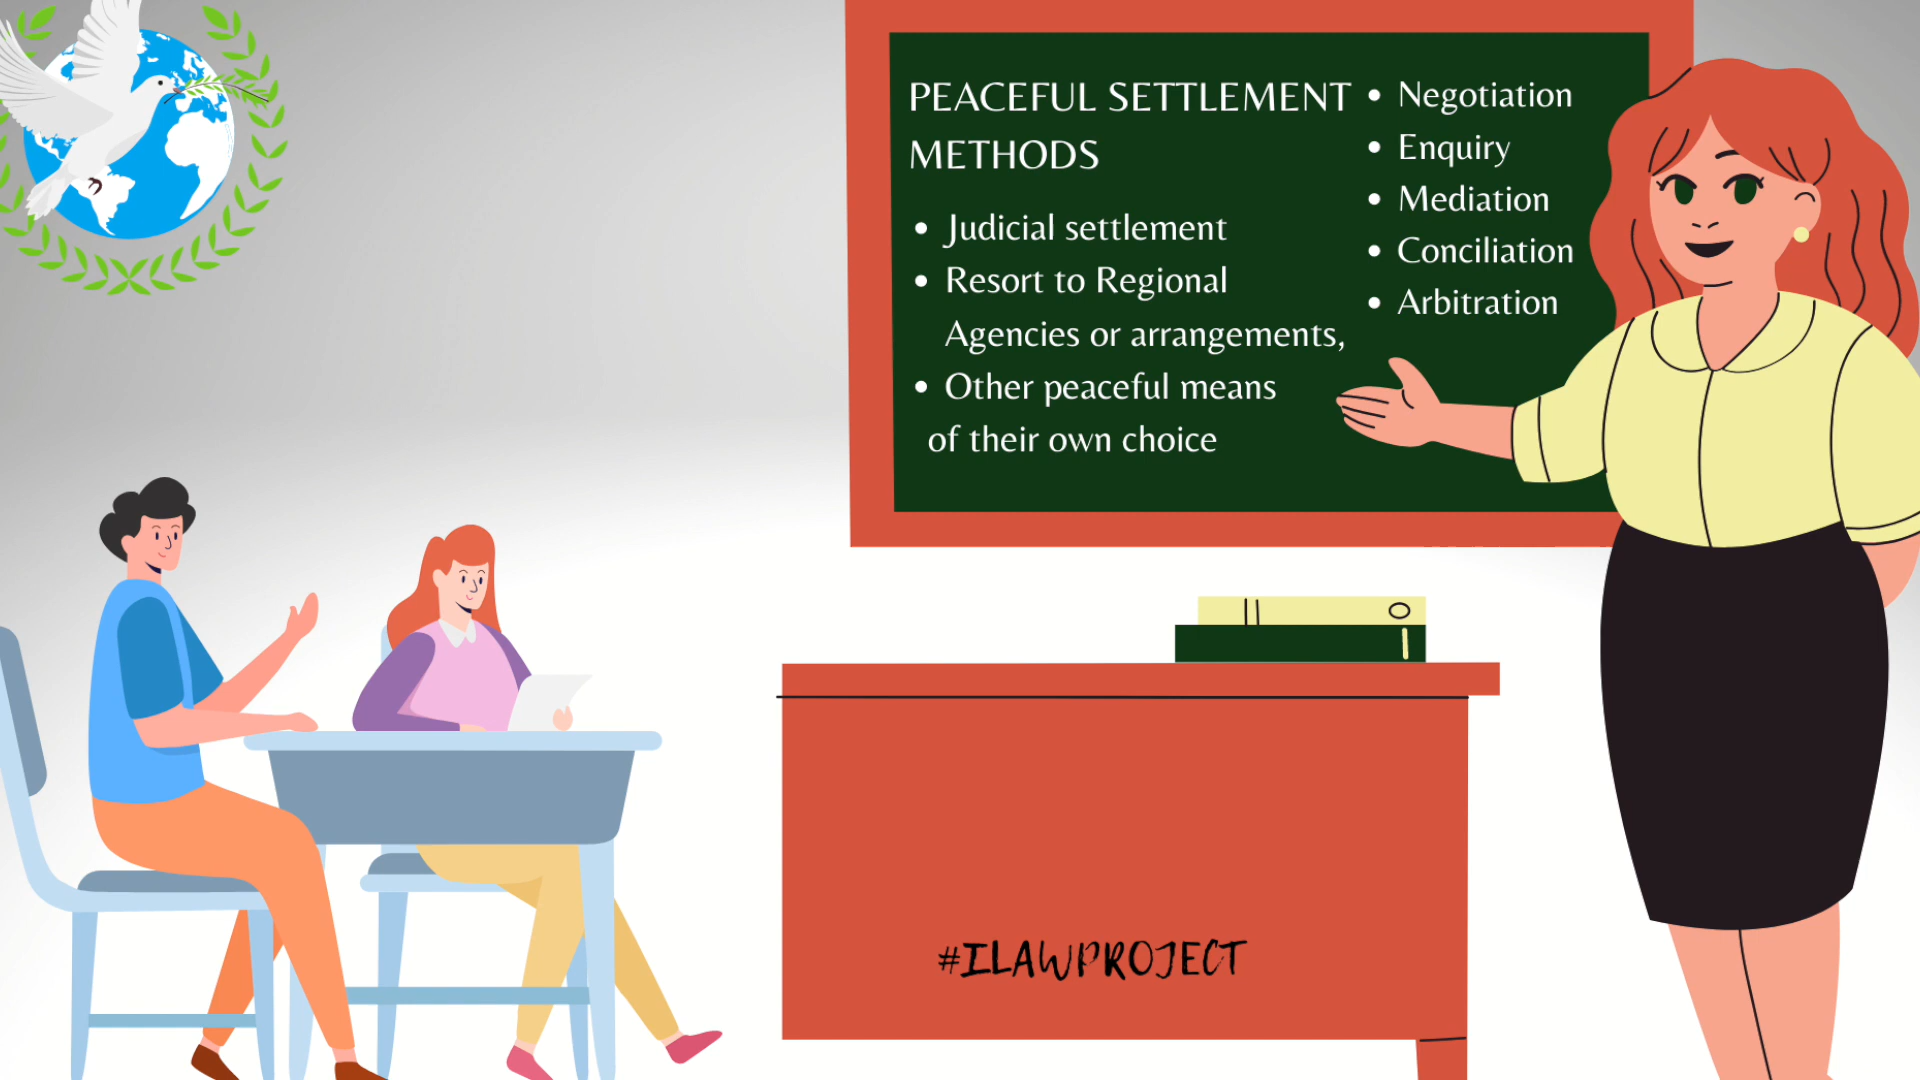 PEACEFUL SETTLEMENT
METHODS
• Judicial settlement
• Resort to Regional
Agencies or arrangements,
• Other peaceful means
of their own choice
• Negotiation
• Enquiry
• Mediation
• Conciliation
• Arbitration
#ILAWPROJECT